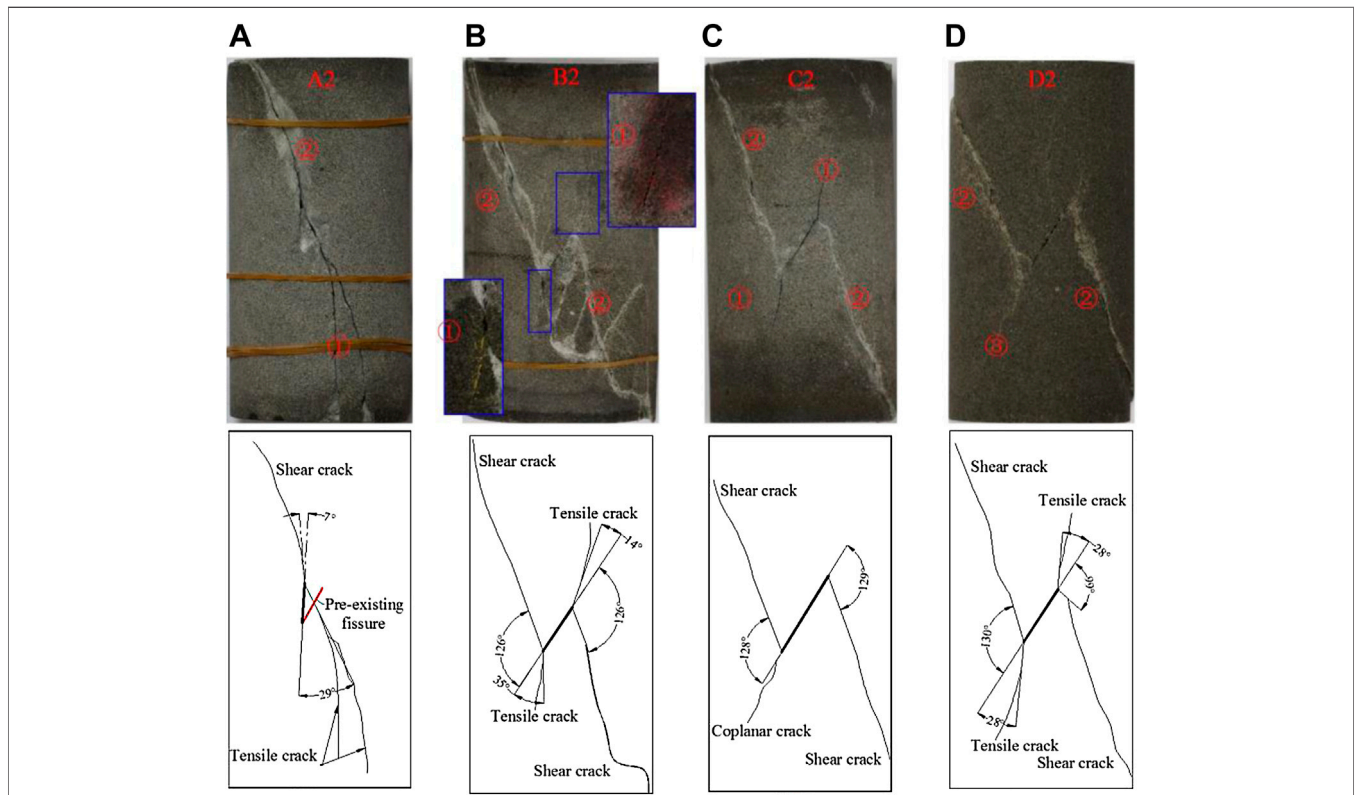 A
B
C
D
A2
②
①
B2
①
②
②
①
C2
②
①
①
②
D2
②
②
⑧
Shear crack
7°
Pre-existing
fissure
29°
Tensile crack
Shear crack
Tensile crack
14°
126°
126°
35°
Tensile crack
Shear crack
Shear crack
129°
128°
Coplanar crack
Shear crack
Shear crack
Tensile crack
28°
66°
130°
28°
Tensile crack
Shear crack